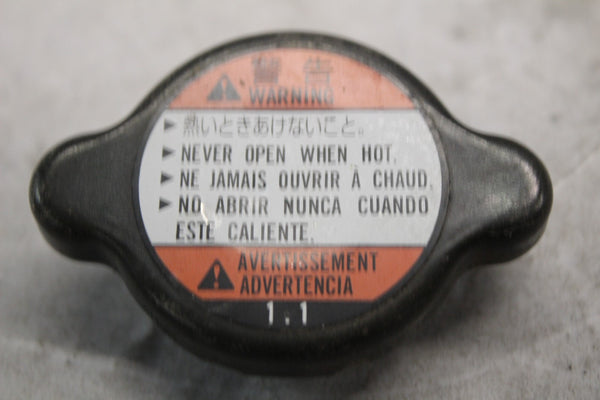 警告
WARNING
▶ 熱いときあけないこと。
▶ NEVER OPEN WHEN HOT.
▶ NE JAMAIS OUVRIR À CHAUD.
▶ NO ABRIR NUNCA CUANDO
ESTÉ CALIENTE.
AVERTISSEMENT
ADVERTENCIA
1.1